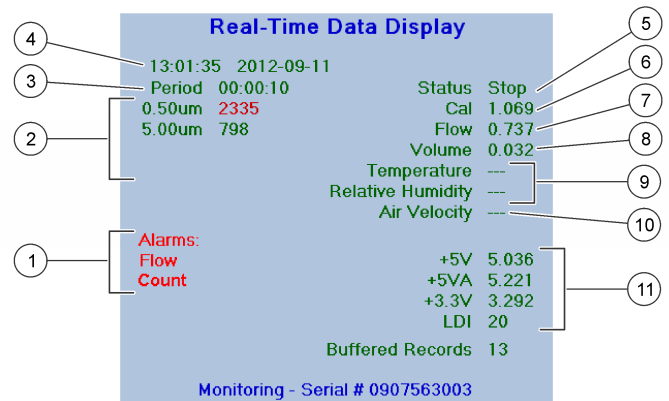 Real-Time Data Display
4
13:01:35 2012-09-11
5
3
Period 00:00:10
Status Stop
6
0.50um 2335
Cal 1.069
7
2
5.00um 798
Flow 0.737
Volume 0.032
8
Temperature ---
9
Relative Humidity ---
Air Velocity ---
10
1
Alarms:
Flow
Count
+5V 5.036
+5VA 5.221
11
+3.3V 3.292
LDI 20
Buffered Records 13
Monitoring - Serial # 0907563003